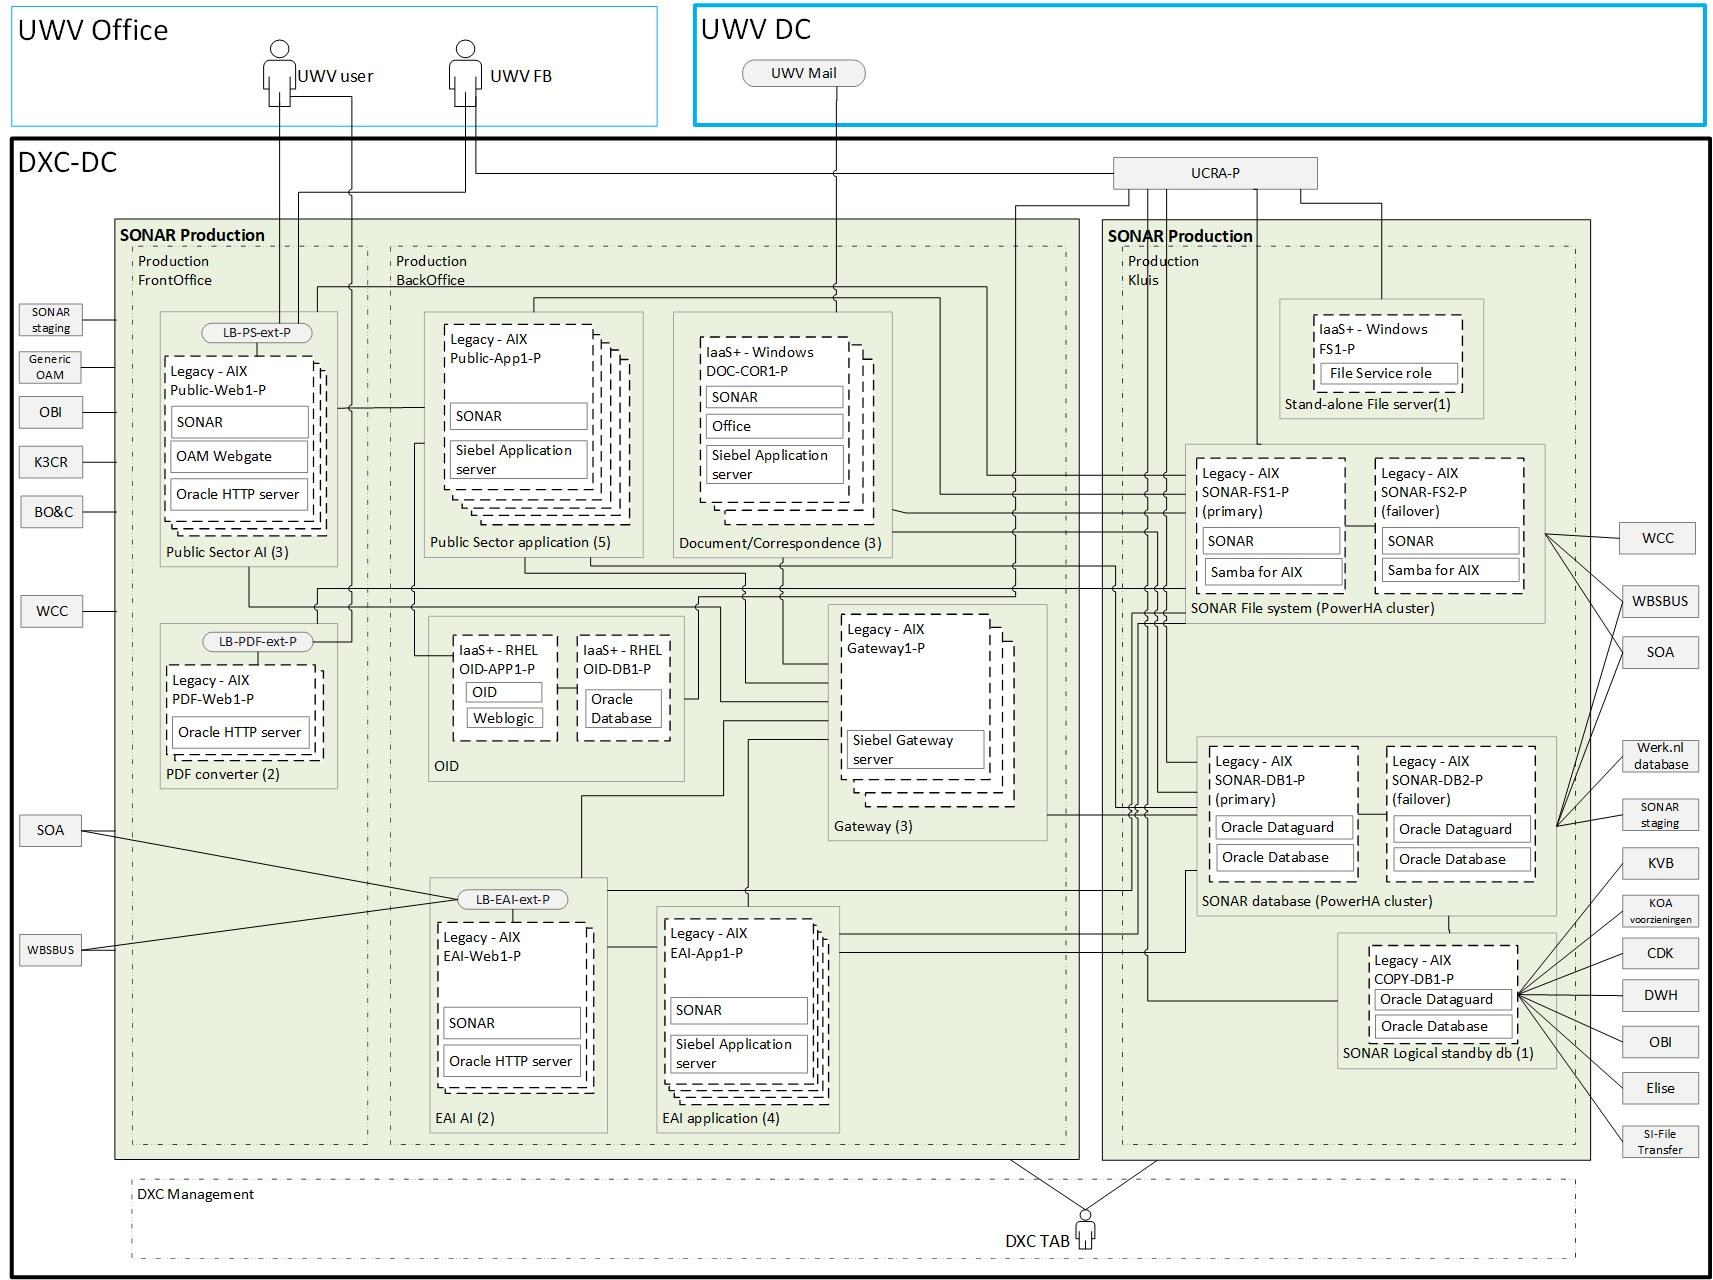 UWV Office
UWV user
UWV FB
UWV DC
UWV Mail
DXC-DC
UCRA-P
SONAR Production
Production
FrontOffice
Production
BackOffice
SONAR Production
Production
Kluis
SONAR
staging
Generic
OAM
OBI
K3CR
BO&C
WCC
SOA
WBSBUS
LB-PS-ext-P
Legacy - AIX
Public-Web1-P
SONAR
OAM Webgate
Oracle HTTP server
Public Sector AI (3)
LB-PDF-ext-P
Legacy - AIX
PDF-Web1-P
Oracle HTTP server
PDF converter (2)
Legacy - AIX
Public-App1-P
SONAR
Siebel Application
server
Public Sector application (5)
IaaS+ - Windows
DOC-COR1-P
SONAR
Office
Siebel Application
server
Document/Correspondence (3)
IaaS+ - RHEL
OID-APP1-P
OID
Weblogic
IaaS+ - RHEL
OID-DB1-P
Oracle
Database
OID
Legacy - AIX
Gateway1-P
Siebel Gateway
server
Gateway (3)
LB-EAI-ext-P
Legacy - AIX
EAI-Web1-P
SONAR
Oracle HTTP server
EAI AI (2)
Legacy - AIX
EAI-App1-P
SONAR
Siebel Application
server
EAI application (4)
IaaS+ - Windows
FS1-P
File Service role
Stand-alone File server(1)
Legacy - AIX
SONAR-FS1-P
(primary)
SONAR
Samba for AIX
Legacy - AIX
SONAR-FS2-P
(failover)
SONAR
Samba for AIX
SONAR File system (PowerHA cluster)
Legacy - AIX
SONAR-DB1-P
(primary)
Oracle Dataguard
Oracle Database
Legacy - AIX
SONAR-DB2-P
(failover)
Oracle Dataguard
Oracle Database
SONAR database (PowerHA cluster)
Legacy - AIX
COPY-DB1-P
Oracle Dataguard
Oracle Database
SONAR Logical standby db (1)
WCC
WBSBUS
SOA
Werk.nl
database
SONAR
staging
KVB
KOA
voorzieningen
CDK
DWH
OBI
Elise
SI-File
Transfer
DXC Management
DXC TAB